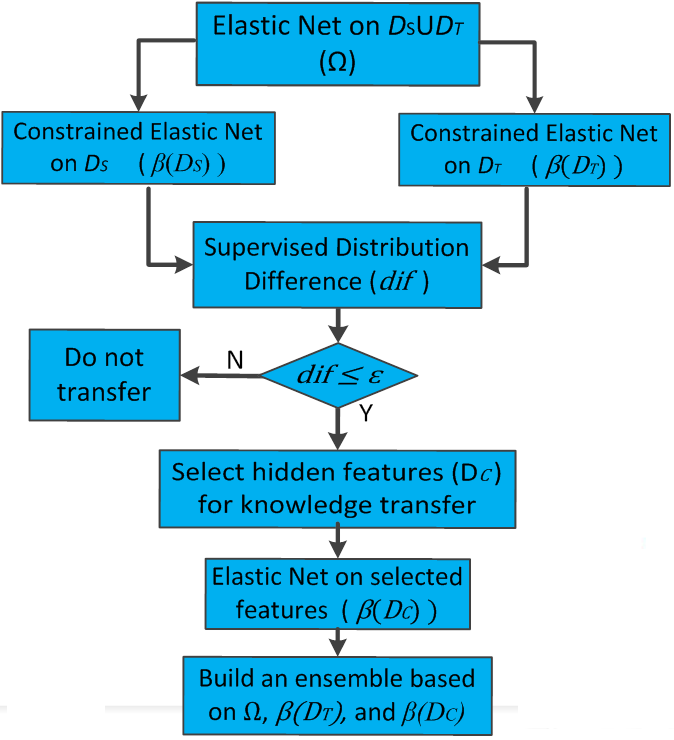 Elastic Net on DSUDT
(Ω)
Constrained Elastic Net
on DS ( β(DS) )
Constrained Elastic Net
on DT ( β(DT) )
Supervised Distribution
Difference (dif )
dif ≤ ε
N
Do not
transfer
Y
Select hidden features (DC)
for knowledge transfer
Elastic Net on selected
features ( β(DC) )
Build an ensemble based
on Ω, β(DT), and β(DC)